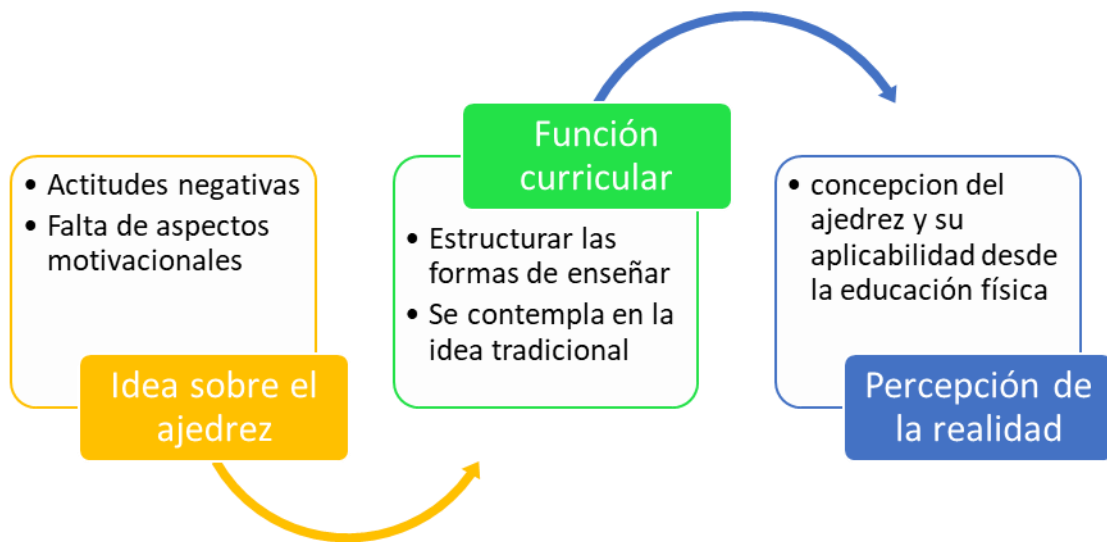 • Actitudes negativas
• Falta de aspectos
motivacionales
Idea sobre el
ajedrez
Función
curricular
• Estructurar las
formas de enseñar
• Se contempla en la
idea tradicional
• concepcion del
ajedrez y su
aplicabilidad desde
la educación física
Percepción de
la realidad